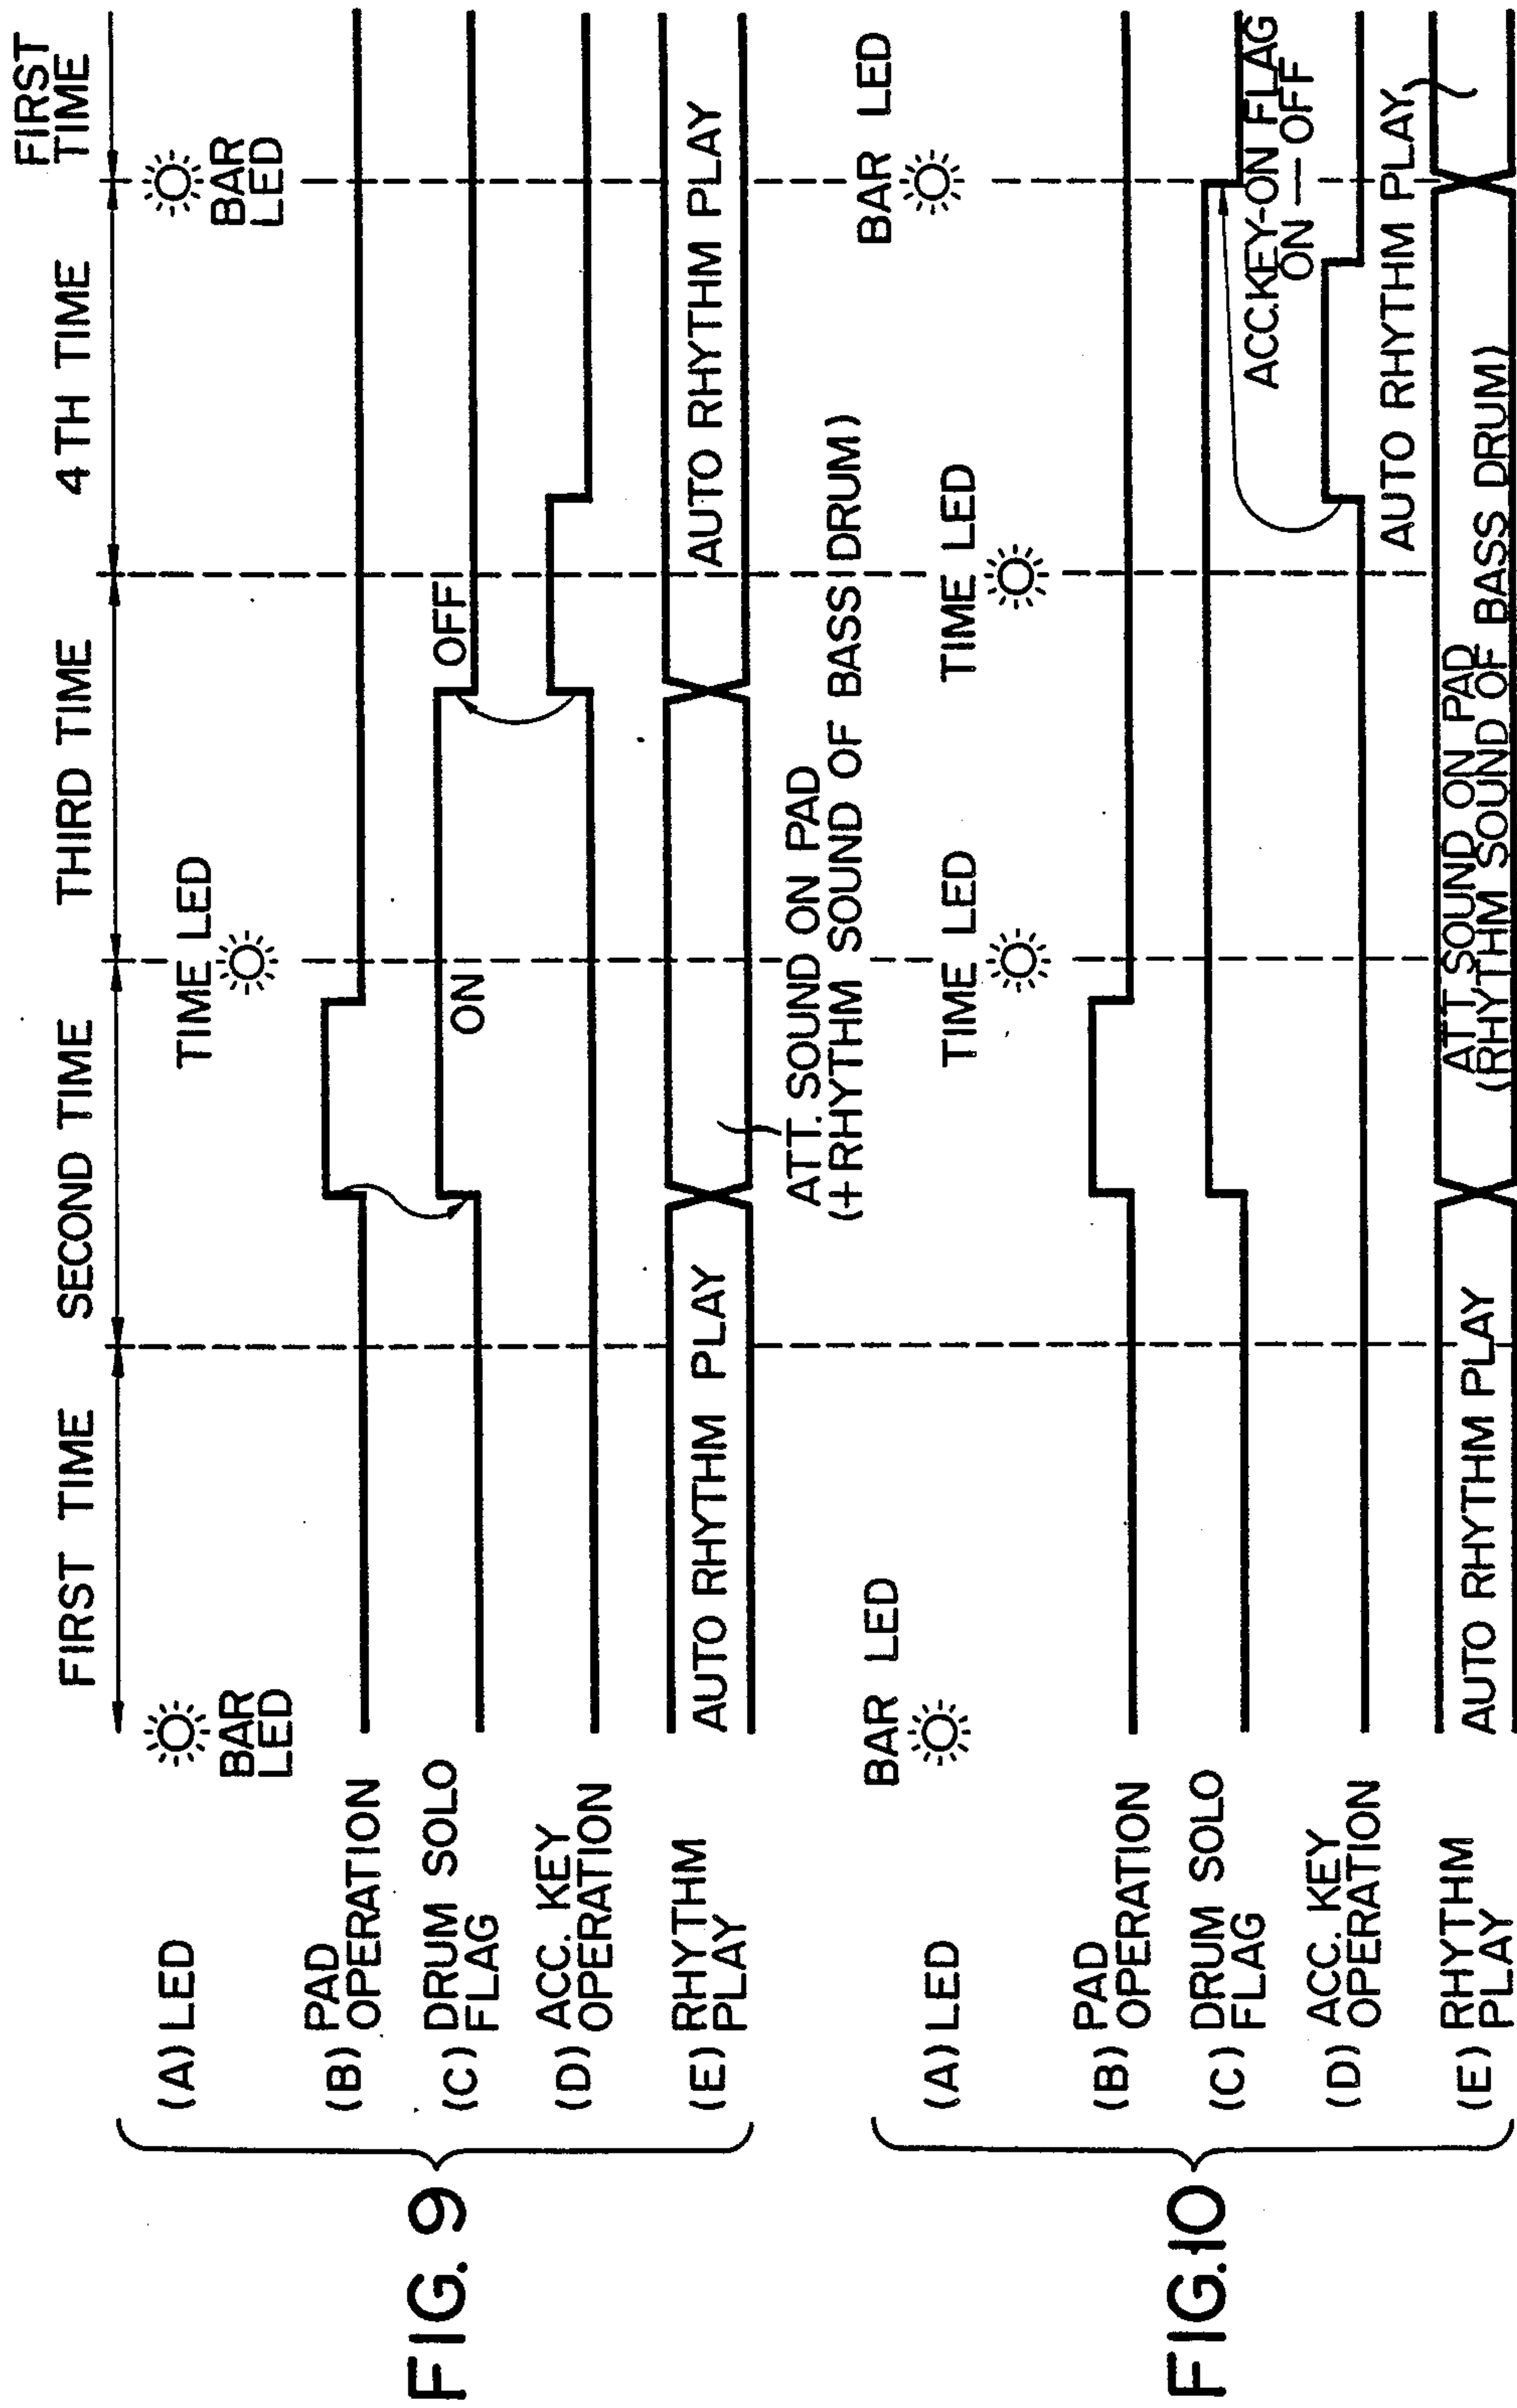 FIG. 9
FIRST TIME
SECOND TIME
THIRD TIME
4TH TIME
FIRST
TIME
(A) LED
BAR
LED
TIME LED
BAR
LED
(B) PAD
OPERATION
(C) DRUM SOLO
FLAG
ON
OFF
(D) ACC. KEY
OPERATION
(E) RHYTHM
PLAY
AUTO RHYTHM PLAY
AUTO RHYTHM PLAY
ATT. SOUND ON PAD
(+RHYTHM SOUND OF BASS DRUM)
FIG. 10
(A) LED
BAR LED
TIME LED
TIME LED
BAR LED
(B) PAD
OPERATION
(C) DRUM SOLO
FLAG
ACC.KEY-ON FLAG
ON — OFF
(D) ACC. KEY
OPERATION
AUTO RHYTHM PLAY
(E) RHYTHM
PLAY
AUTO RHYTHM PLAY
ATT. SOUND ON PAD
(RHYTHM SOUND OF BASS DRUM)